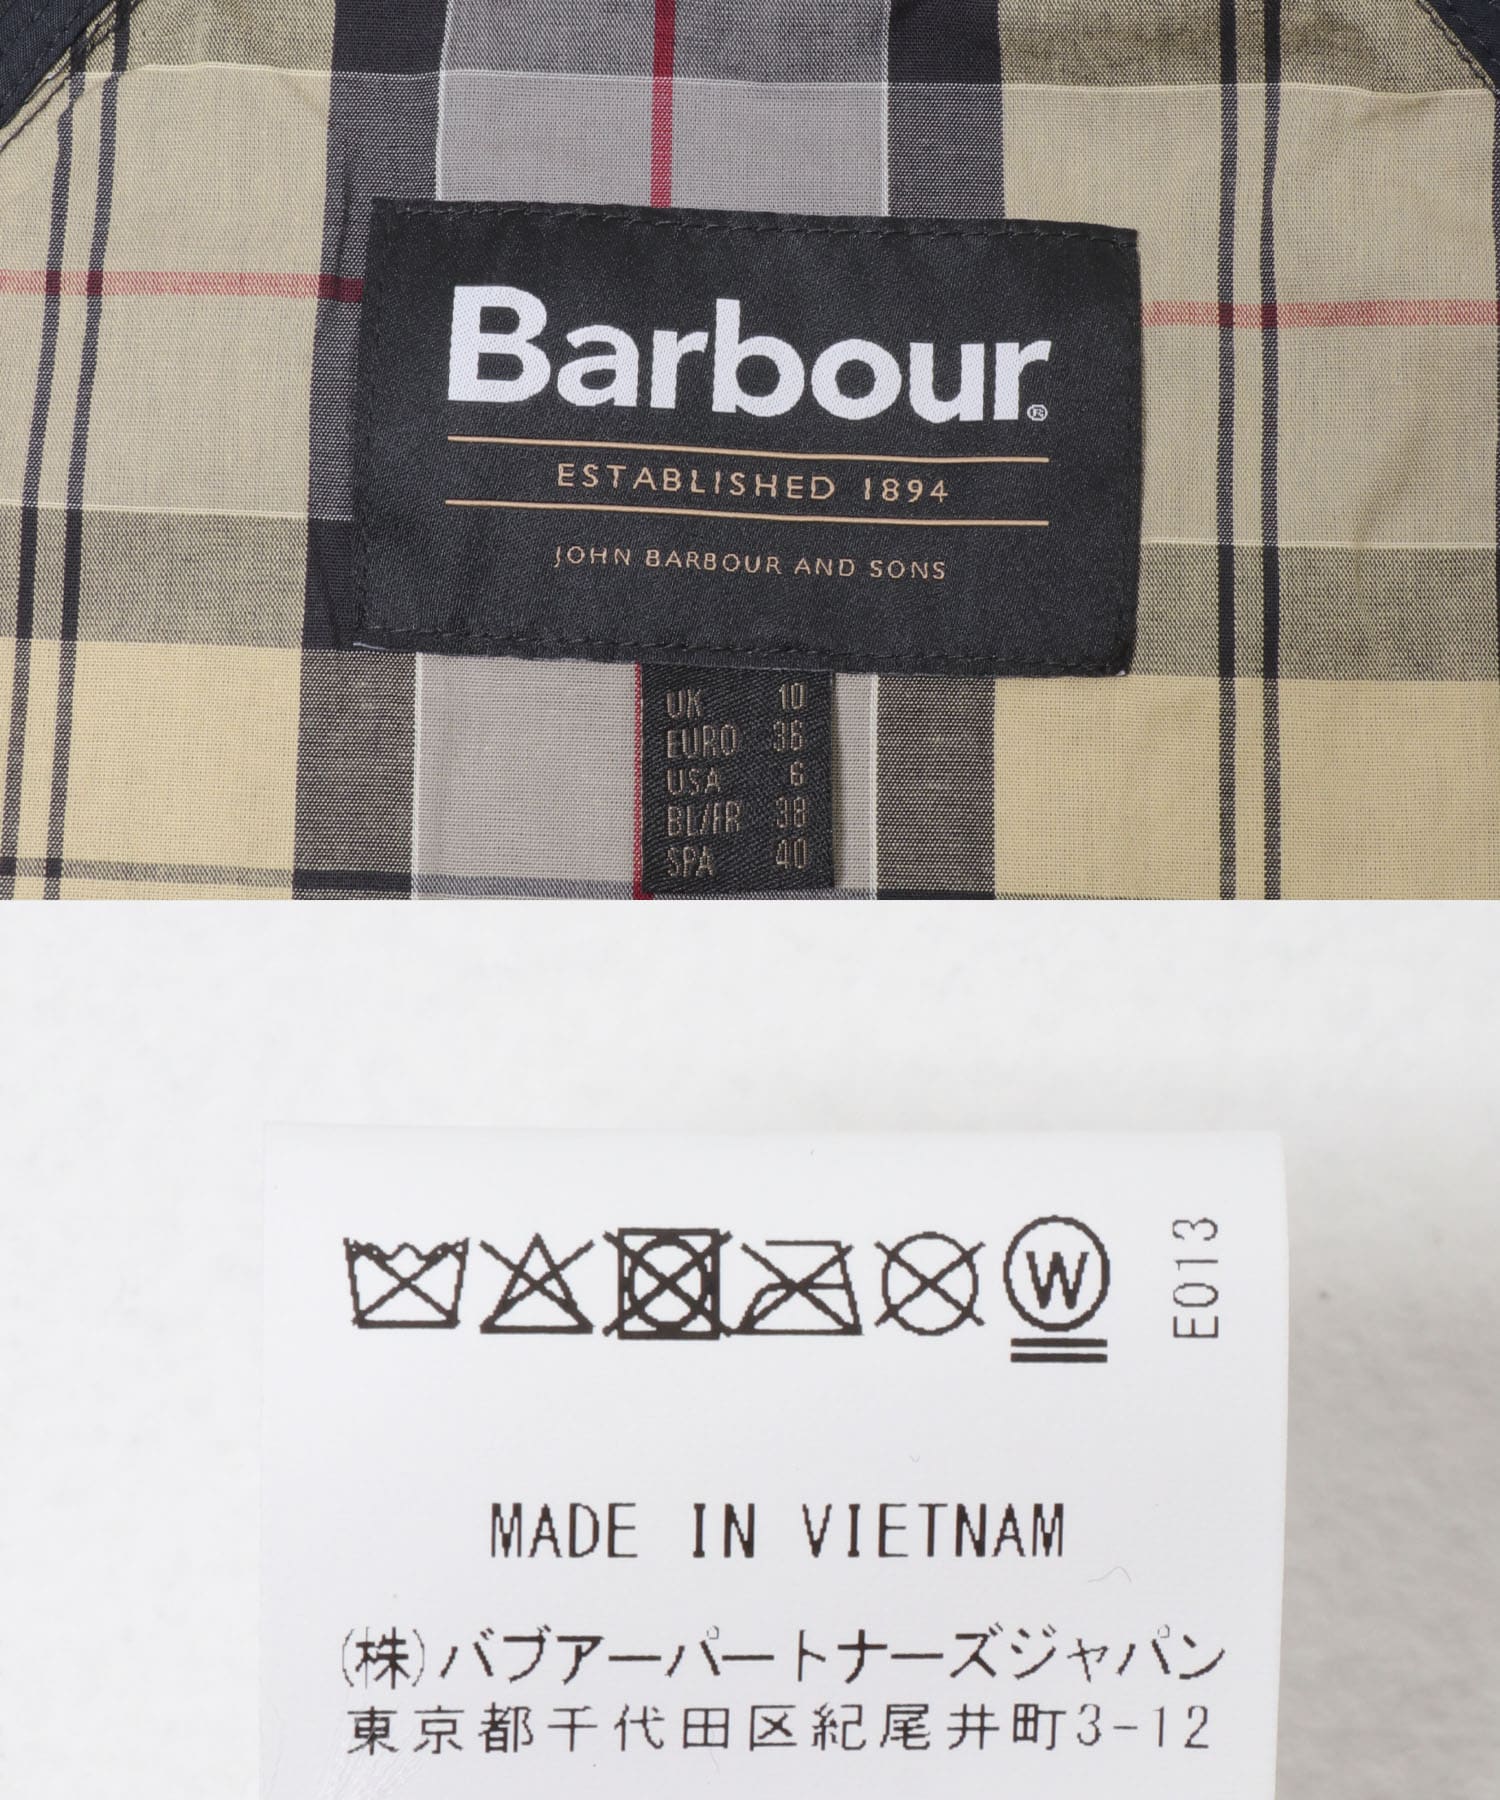 Barbour®
ESTABLISHED 1894
JOHN BARBOUR AND SONS
UK 10
EURO 36
USA 6
BL/FR 38
SPA 40
W
E013
MADE IN VIETNAM
(株)バブアーパートナーズジャパン
東京都千代田区紀尾井町3-12